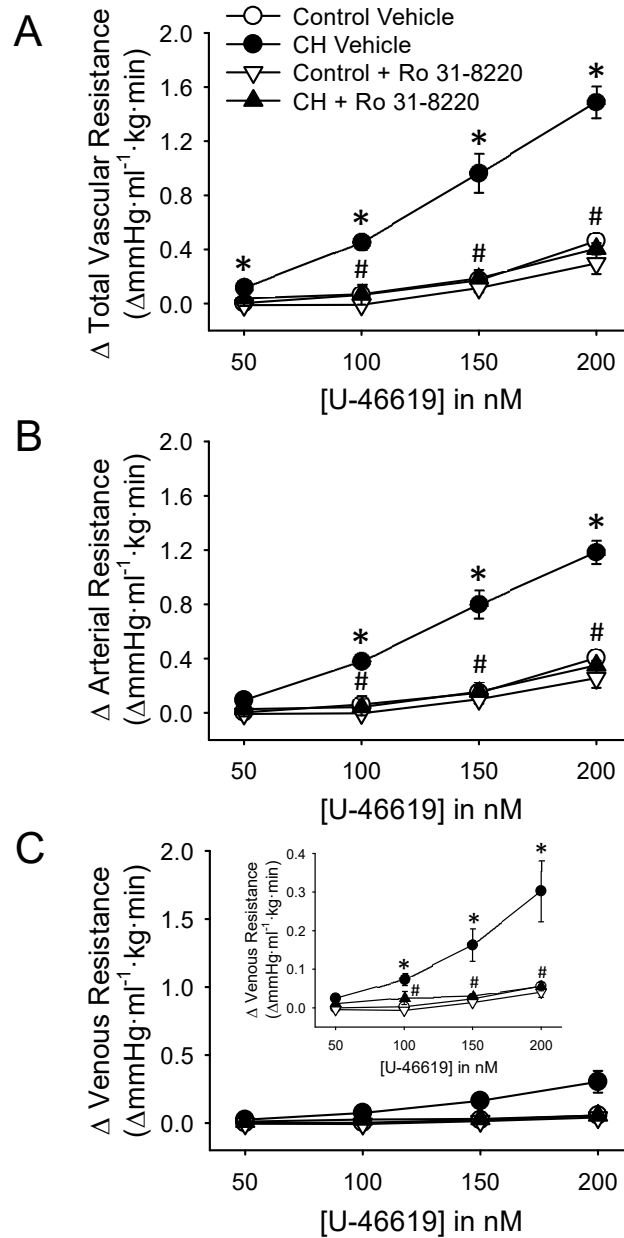 A
Control Vehicle
CH Vehicle
Control + Ro 31-8220
CH + Ro 31-8220
Δ Total Vascular Resistance
(ΔmmHg·ml⁻¹·kg·min)
2.0
1.6
1.2
0.8
0.4
0.0
* * * *
# # #
50 100 150 200
[U-46619] in nM
B
Δ Arterial Resistance
(ΔmmHg·ml⁻¹·kg·min)
2.0
1.6
1.2
0.8
0.4
0.0
* * *
# # #
50 100 150 200
[U-46619] in nM
C
Δ Venous Resistance
(ΔmmHg·ml⁻¹·kg·min)
2.0
1.5
1.0
0.5
0.0
Δ Venous Resistance
(ΔmmHg·ml⁻¹·kg·min)
0.4
0.3
0.2
0.1
0.0
* * *
# # #
50 100 150 200
[U-46619] in nM
50 100 150 200
[U-46619] in nM